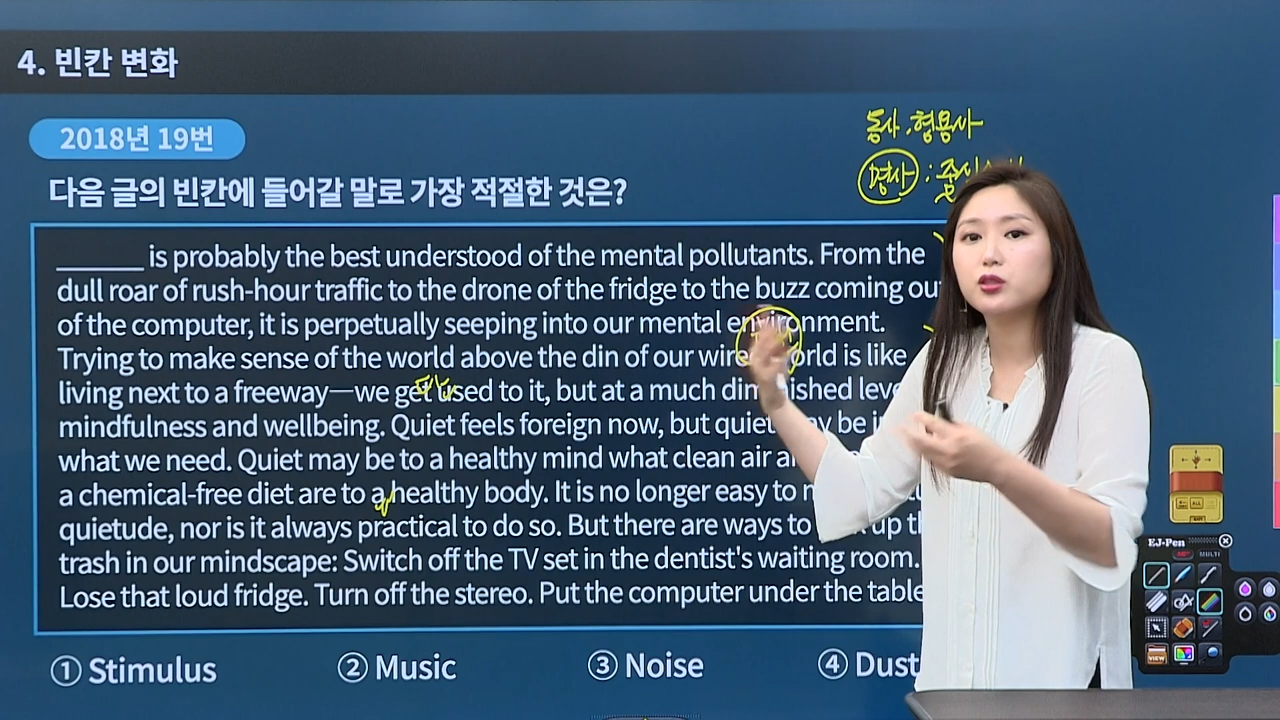 4. 빈칸 변화
2018년 19번
동사, 형용사
명사 :
다음 글의 빈칸에 들어갈 말로 가장 적절한 것은?
______ is probably the best understood of the mental pollutants. From the
dull roar of rush-hour traffic to the drone of the fridge to the buzz coming out
of the computer, it is perpetually seeping into our mental environment.
Trying to make sense of the world above the din of our wired world is like
living next to a freeway—we get used to it, but at a much diminished
mindfulness and wellbeing. Quiet feels foreign now, but quiet may be
what we need. Quiet may be to a healthy mind what clean air
a chemical-free diet are to a healthy body. It is no longer easy to
quietude, nor is it always practical to do so. But there are ways to up
trash in our mindscape: Switch off the TV set in the dentist's waiting room.
Lose that loud fridge. Turn off the stereo. Put the computer under the table
① Stimulus ② Music ③ Noise ④ Dust
EJ-Pen
MULTI
ALL
VIEW